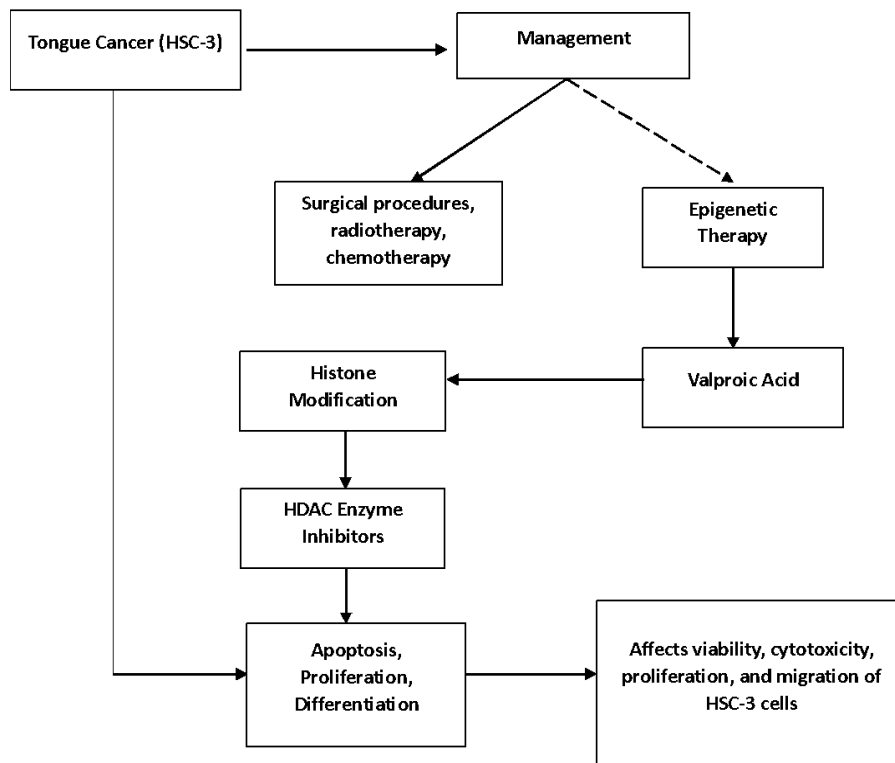 Tongue Cancer (HSC-3)
Management
Surgical procedures,
radiotherapy,
chemotherapy
Epigenetic
Therapy
Valproic Acid
Histone
Modification
HDAC Enzyme
Inhibitors
Apoptosis,
Proliferation,
Differentiation
Affects viability, cytotoxicity,
proliferation, and migration of
HSC-3 cells